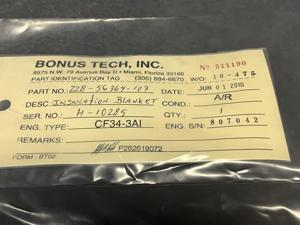 BONUS TECH, INC.
8575 N.W. 79 Avenue Bay D • Miami, Florida 33166
PART IDENTIFICATION TAG (305) 884-6670
Nº 511190
W/O: 10-475
PART NO.: 228-56364-103
DATE: JUN 01 2010
DESC. INSULATION BLANKET
COND.: A/R
SER. NO.: H-10285
QTY.: 1
ENG. TYPE: CF34-3A1
ENG. S/N: 807042
REMARKS:
P262619072
FORM: BT02